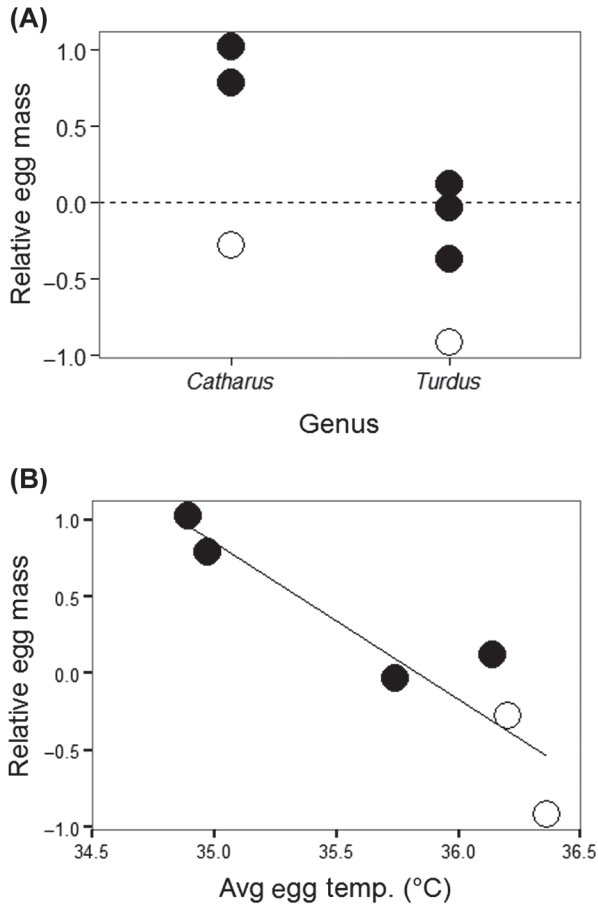 (A)
1.0
0.5
0.0
−0.5
−1.0
Relative egg mass
Catharus Turdus
Genus
(B)
1.0
0.5
0.0
−0.5
−1.0
Relative egg mass
34.5 35.0 35.5 36.0 36.5
Avg egg temp. (°C)